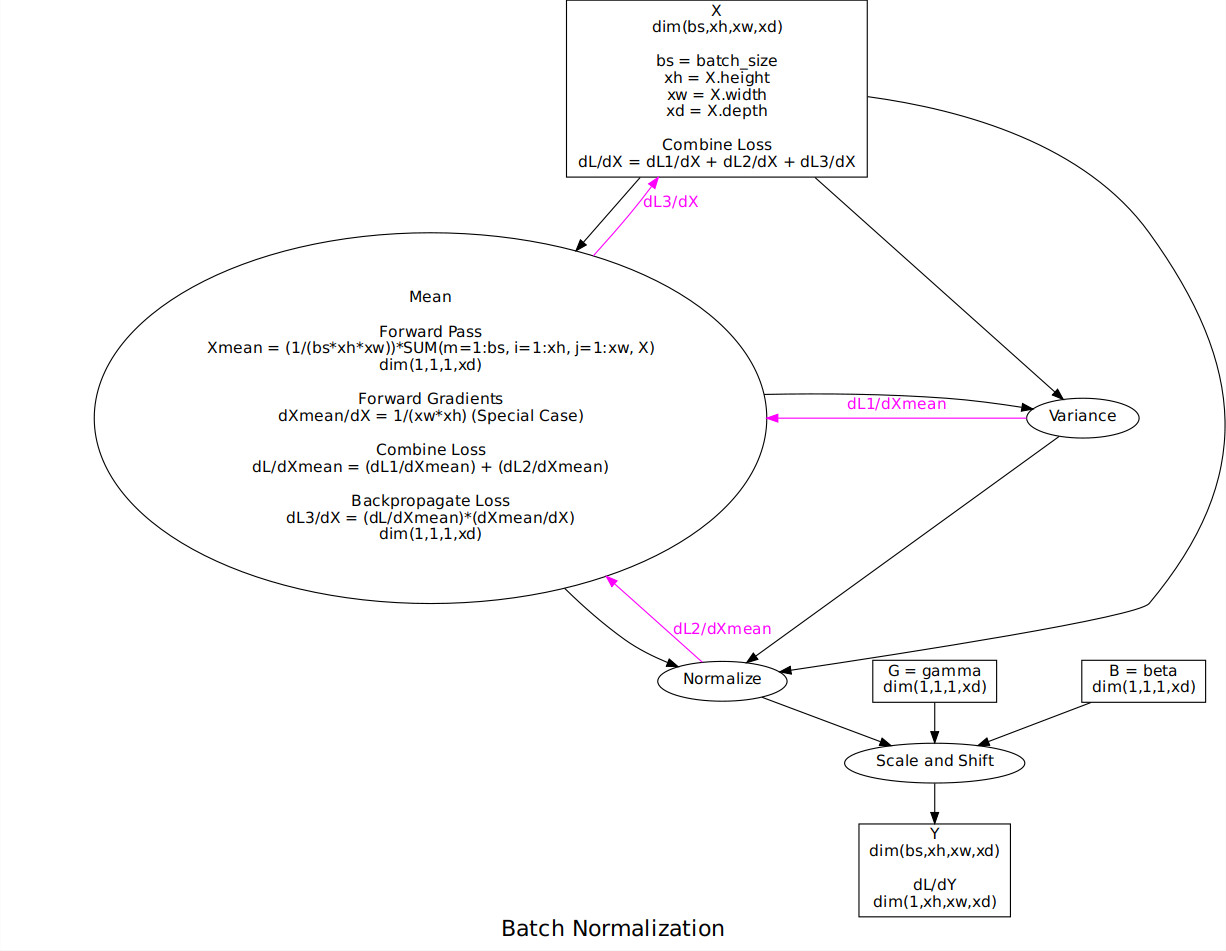 X
dim(bs,xh,xw,xd)
bs = batch_size
xh = X.height
xw = X.width
xd = X.depth
Combine Loss
dL/dX = dL1/dX + dL2/dX + dL3/dX
dL3/dX
Mean
Forward Pass
Xmean = (1/(bs*xh*xw))*SUM(m=1:bs, i=1:xh, j=1:xw, X)
dim(1,1,1,xd)
Forward Gradients
dXmean/dX = 1/(xw*xh) (Special Case)
Combine Loss
dL/dXmean = (dL1/dXmean) + (dL2/dXmean)
Backpropagate Loss
dL3/dX = (dL/dXmean)*(dXmean/dX)
dim(1,1,1,xd)
dL1/dXmean
Variance
dL2/dXmean
Normalize
G = gamma
dim(1,1,1,xd)
B = beta
dim(1,1,1,xd)
Scale and Shift
Y
dim(bs,xh,xw,xd)
dL/dY
dim(1,xh,xw,xd)
Batch Normalization